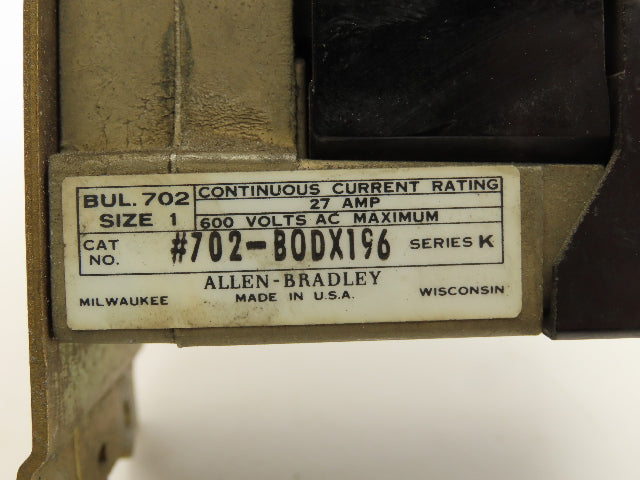 BUL. 702
SIZE 1
CONTINUOUS CURRENT RATING
27 AMP
600 VOLTS AC MAXIMUM
CAT NO.
#702-BODX196
SERIES K
ALLEN-BRADLEY
MILWAUKEE
MADE IN U.S.A.
WISCONSIN